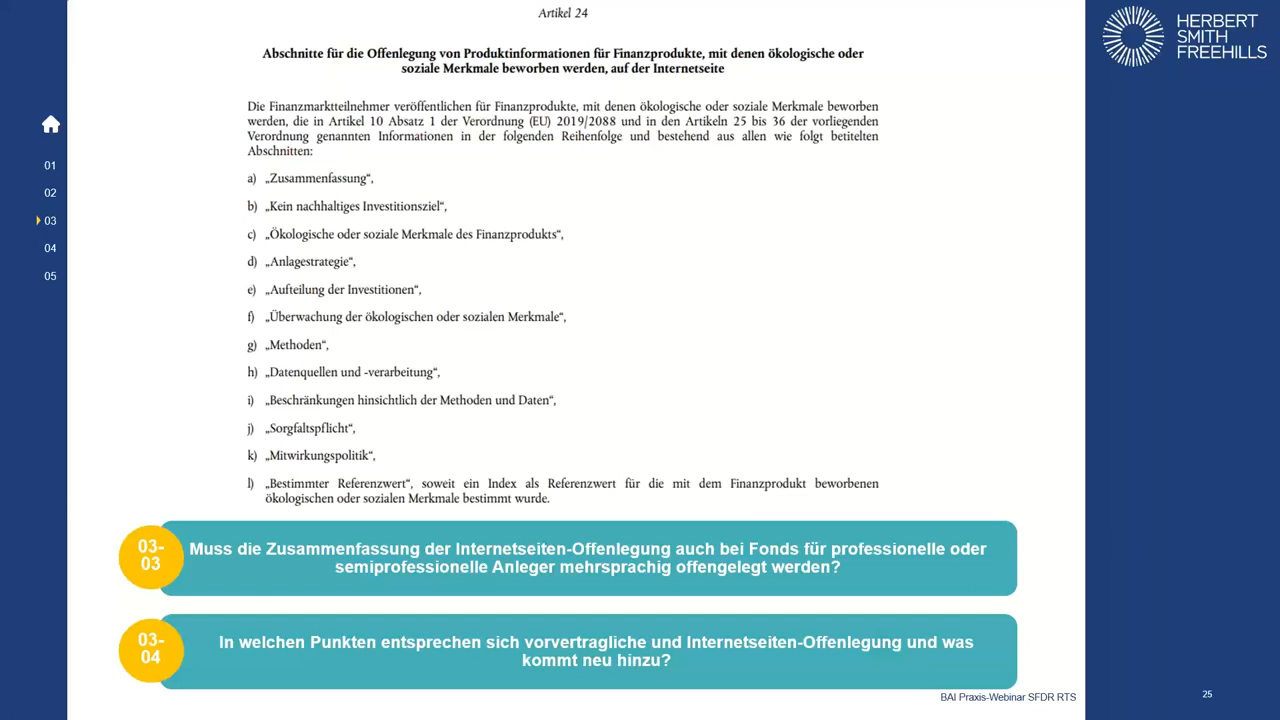 Artikel 24
Abschnitte für die Offenlegung von Produktinformationen für Finanzprodukte, mit denen ökologische oder
soziale Merkmale beworben werden, auf der Internetseite
Die Finanzmarktteilnehmer veröffentlichen für Finanzprodukte, mit denen ökologische oder soziale Merkmale beworben
werden, die in Artikel 10 Absatz 1 der Verordnung (EU) 2019/2088 und in den Artikeln 25 bis 36 der vorliegenden
Verordnung genannten Informationen in der folgenden Reihenfolge und bestehend aus allen wie folgt betitelten
Abschnitten:
a) „Zusammenfassung“,
b) „Kein nachhaltiges Investitionsziel“,
c) „Ökologische oder soziale Merkmale des Finanzprodukts“,
d) „Anlagestrategie“,
e) „Aufteilung der Investitionen“,
f) „Überwachung der ökologischen oder sozialen Merkmale“,
g) „Methoden“,
h) „Datenquellen und -verarbeitung“,
i) „Beschränkungen hinsichtlich der Methoden und Daten“,
j) „Sorgfaltspflicht“,
k) „Mitwirkungspolitik“,
l) „Bestimmter Referenzwert“, soweit ein Index als Referenzwert für die mit dem Finanzprodukt beworbenen
ökologischen oder sozialen Merkmale bestimmt wurde.
03-
03
Muss die Zusammenfassung der Internetseiten-Offenlegung auch bei Fonds für professionelle oder
semiprofessionelle Anleger mehrsprachig offengelegt werden?
03-
04
In welchen Punkten entsprechen sich vorvertragliche und Internetseiten-Offenlegung und was
kommt neu hinzu?
BAI Praxis-Webinar SFDR RTS
25
01
02
03
04
05
HERBERT
SMITH
FREEHILLS